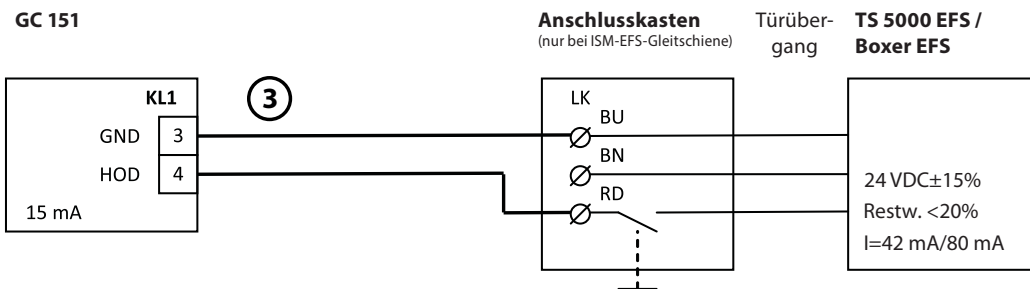 GC 151
Anschlusskasten
(nur bei ISM-EFS-Gleitschiene)
Türüber-
gang
TS 5000 EFS /
Boxer EFS
KL1
3
GND 3
HOD 4
15 mA
LK
BU
BN
RD
24 VDC±15%
Restw. <20%
I=42 mA/80 mA